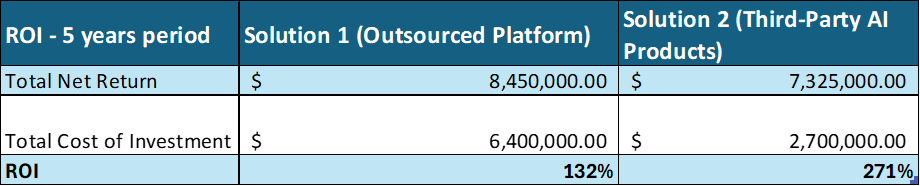 ROI - 5 years period Solution 1 (Outsourced Platform) Solution 2 (Third-Party AI
Products)
Total Net Return $ 8,450,000.00 $ 7,325,000.00
Total Cost of Investment $ 6,400,000.00 $ 2,700,000.00
ROI 132% 271%